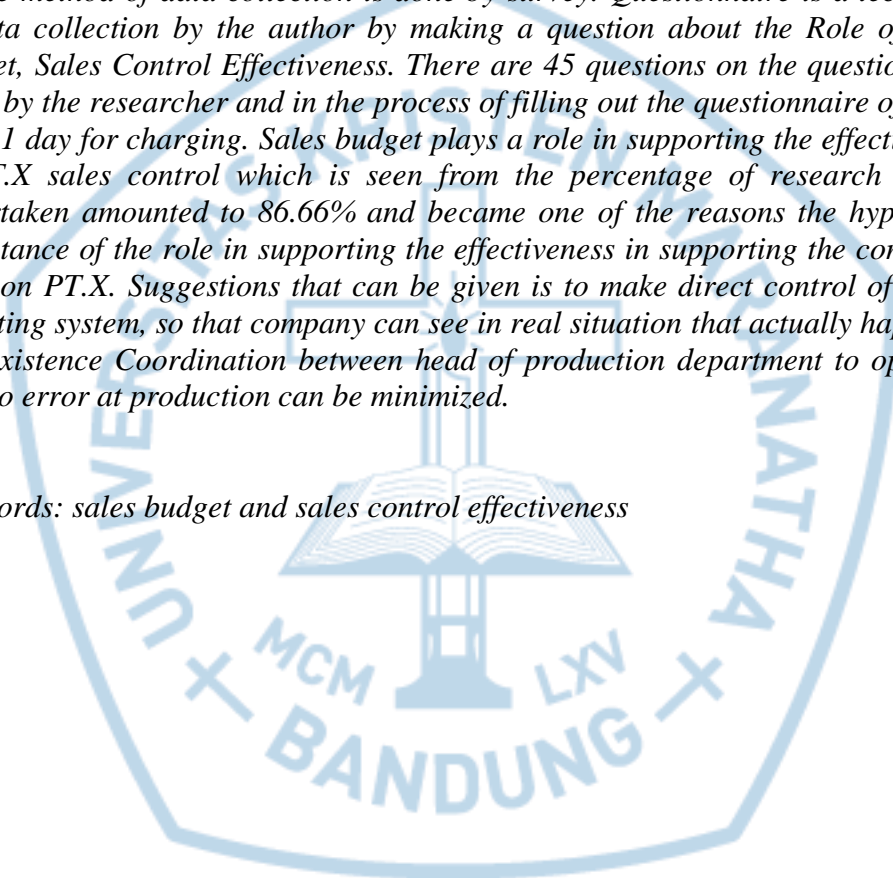 method of data collection is done by survey. Questionnaire is a
ta collection by the author by making a question about the Role of
et, Sales Control Effectiveness. There are 45 questions on the questio
by the researcher and in the process of filling out the questionnaire of
1 day for charging. Sales budget plays a role in supporting the effecti
T.X sales control which is seen from the percentage of research
rtaken amounted to 86.66% and became one of the reasons the hyp
tance of the role in supporting the effectiveness in supporting the con
on PT.X. Suggestions that can be given is to make direct control of
ting system, so that company can see in real situation that actually hap
xistence Coordination between head of production department to op
o error at production can be minimized.
ords: sales budget and sales control effectiveness
UNIVERSITAS KRISTEN MARANATHA
MCM LXV
BANDUNG